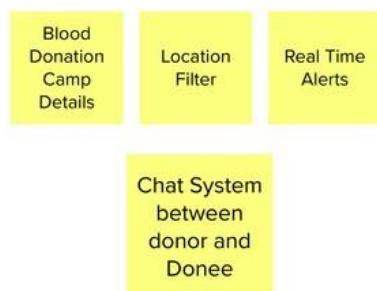 Blood
Donation
Camp
Details
Location
Filter
Real Time
Alerts
Chat System
between
donor and
Donee